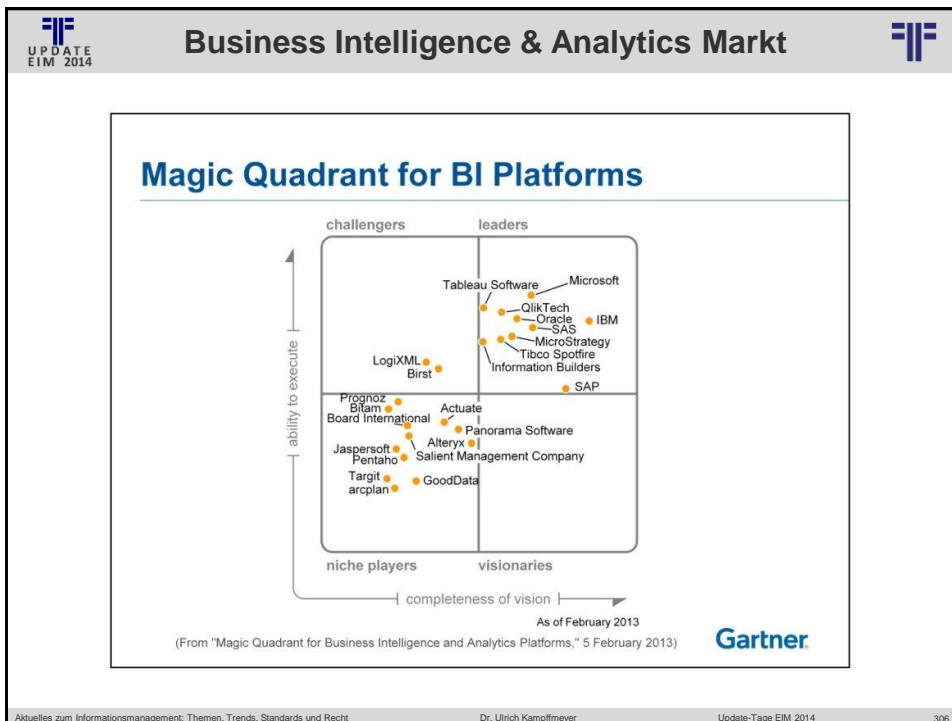 UPDATE
EIM 2014
Business Intelligence & Analytics Markt
Magic Quadrant for BI Platforms
challengers
leaders
Microsoft
Tableau Software
QlikTech
Oracle
IBM
SAS
MicroStrategy
Tibco Spotfire
Information Builders
LogiXML
Birst
SAP
Prognoz
Bitam
Actuate
Board International
Panorama Software
Alteryx
Jaspersoft
Salient Management Company
Pentaho
Targit
GoodData
arcplan
ability to execute
niche players
visionaries
completeness of vision
As of February 2013
(From "Magic Quadrant for Business Intelligence and Analytics Platforms," 5 February 2013)
Gartner
Aktuelles zum Informationsmanagement: Themen, Trends, Standards und Recht
Dr. Ulrich Kampffmeyer
Update-Tage EIM 2014
306